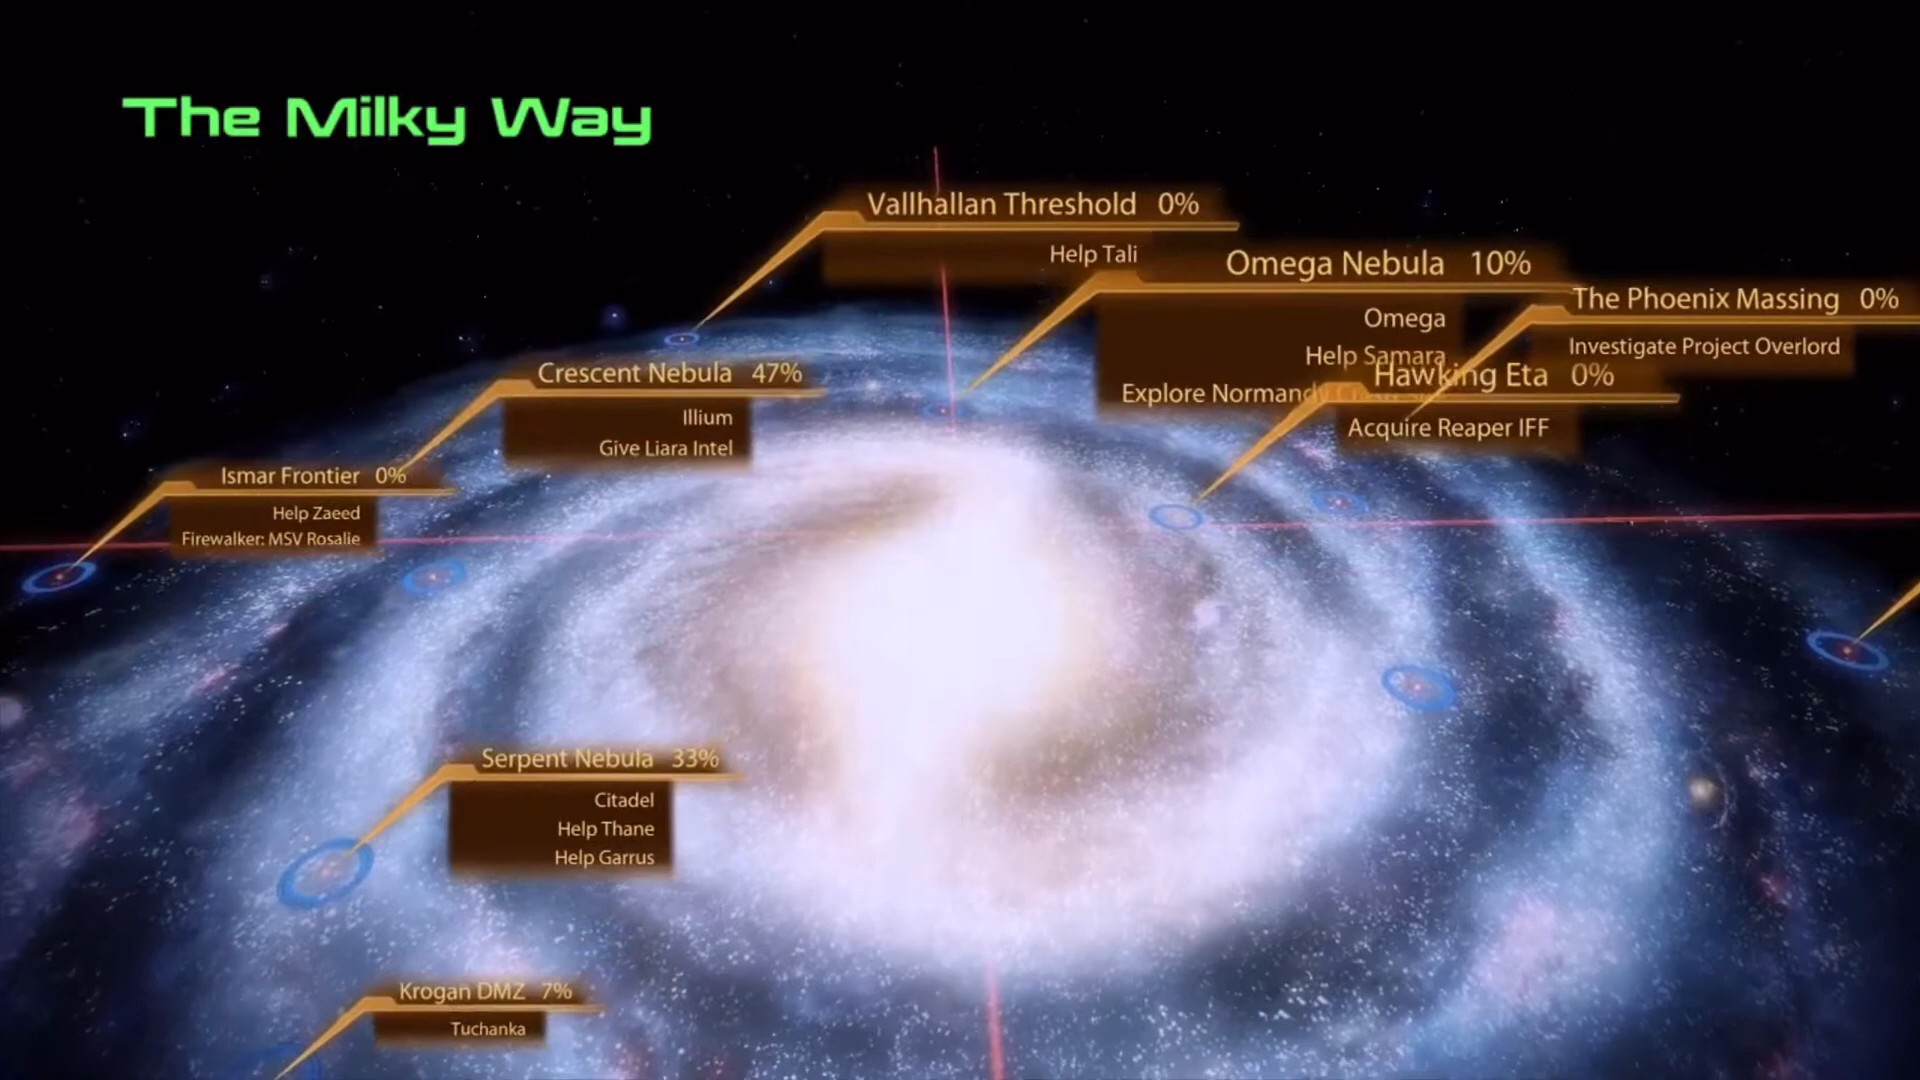 The Milky Way
Vallhallan Threshold 0%
Help Tali
Omega Nebula 10%
Omega
Help Samara
Explore Normandy
The Phoenix Massing 0%
Investigate Project Overlord
Hawking Eta 0%
Acquire Reaper IFF
Crescent Nebula 47%
Illium
Give Liara Intel
Ismar Frontier 0%
Help Zaeed
Firewalker: MSV Rosalie
Serpent Nebula 33%
Citadel
Help Thane
Help Garrus
Krogan DMZ 7%
Tuchanka